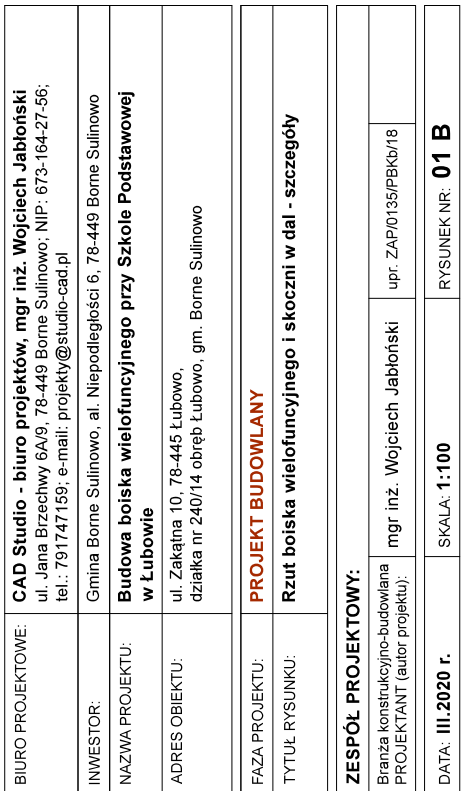 BIURO PROJEKTOWE:
CAD Studio - biuro projektów, mgr inż. Wojciech Jabłoński
ul. Jana Brzechwy 6A/9, 78-449 Borne Sulinowo; NIP: 673-164-27-56;
tel.: 791747159; e-mail: projekty@studio-cad.pl
INWESTOR:
Gmina Borne Sulinowo, al. Niepodległości 6, 78-449 Borne Sulinowo
NAZWA PROJEKTU:
Budowa boiska wielofuncyjnego przy Szkole Podstawowej
w Łubowie
ADRES OBIEKTU:
ul. Zakątna 10, 78-445 Łubowo,
działka nr 240/14 obręb Łubowo, gm. Borne Sulinowo
FAZA PROJEKTU:
PROJEKT BUDOWLANY
TYTUŁ RYSUNKU:
Rzut boiska wielofuncyjnego i skoczni w dal - szczegóły
ZESPÓŁ PROJEKTOWY:
Branża konstrukcyjno-budowlana
PROJEKTANT (autor projektu):
mgr inż. Wojciech Jabłoński
upr. ZAP/0135/PBKb/18
DATA: III.2020 r.
SKALA: 1:100
RYSUNEK NR: 01 B